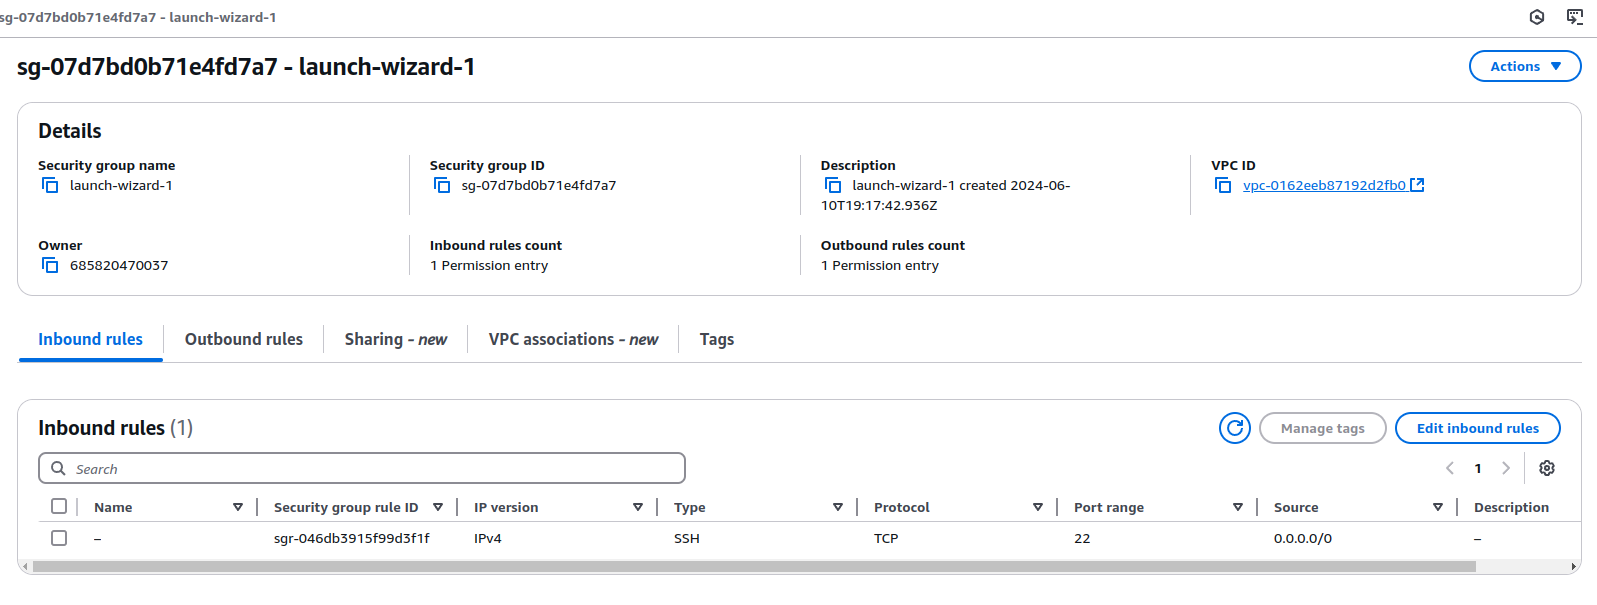 sg-07d7bd0b71e4fd7a7 - launch-wizard-1
sg-07d7bd0b71e4fd7a7 - launch-wizard-1
Actions
Details
Security group name
launch-wizard-1
Security group ID
sg-07d7bd0b71e4fd7a7
Description
launch-wizard-1 created 2024-06-
10T19:17:42.936Z
VPC ID
vpc-0162eeb87192d2fb0
Owner
685820470037
Inbound rules count
1 Permission entry
Outbound rules count
1 Permission entry
Inbound rules Outbound rules Sharing - new VPC associations - new Tags
Inbound rules (1)
Manage tags Edit inbound rules
Search
1
Name Security group rule ID IP version Type Protocol Port range Source Description
– sgr-046db3915f99d3f1f IPv4 SSH TCP 22 0.0.0.0/0 –